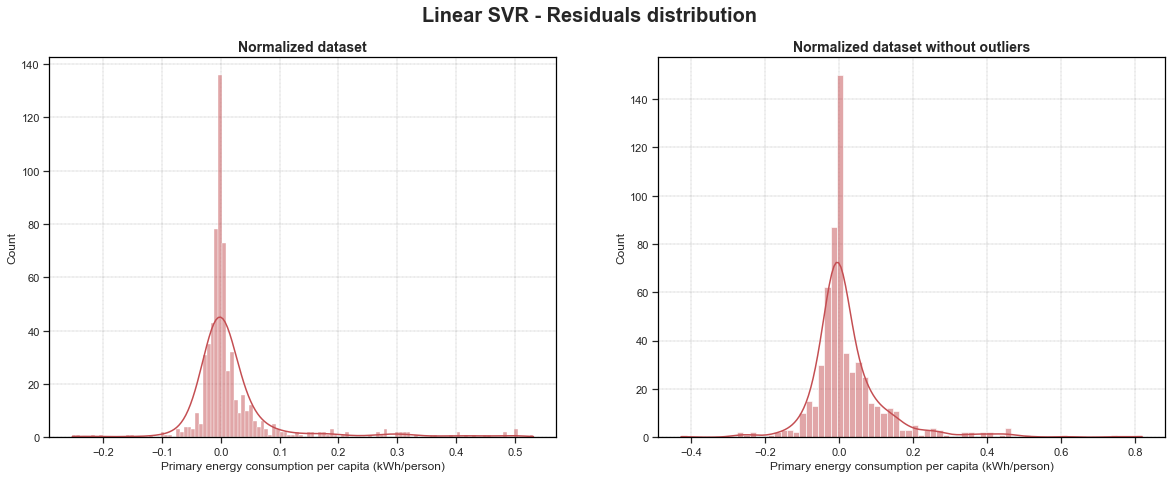 Linear SVR - Residuals distribution
Normalized dataset
140
120
100
80
60
40
20
0
Count
−0.2 −0.1 0.0 0.1 0.2 0.3 0.4 0.5
Primary energy consumption per capita (kWh/person)
Normalized dataset without outliers
140
120
100
80
60
40
20
0
Count
−0.4 −0.2 0.0 0.2 0.4 0.6 0.8
Primary energy consumption per capita (kWh/person)